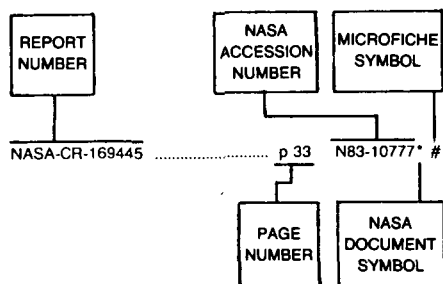 REPORT
NUMBER
NASA
ACCESSION
NUMBER
MICROFICHE
SYMBOL
NASA-CR-169445 ........................ p 33 N83-10777* #
PAGE
NUMBER
NASA
DOCUMENT
SYMBOL